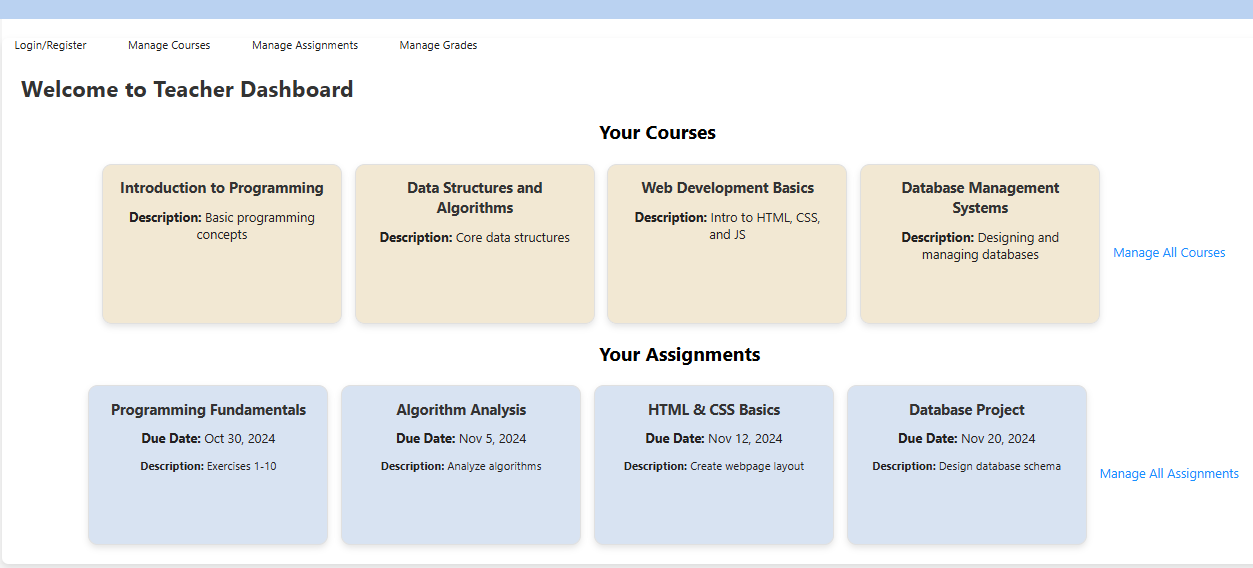 Login/Register Manage Courses Manage Assignments Manage Grades
Welcome to Teacher Dashboard
Your Courses
Introduction to Programming
Description: Basic programming
concepts
Data Structures and
Algorithms
Description: Core data structures
Web Development Basics
Description: Intro to HTML, CSS,
and JS
Database Management
Systems
Description: Designing and
managing databases
Manage All Courses
Your Assignments
Programming Fundamentals
Due Date: Oct 30, 2024
Description: Exercises 1-10
Algorithm Analysis
Due Date: Nov 5, 2024
Description: Analyze algorithms
HTML & CSS Basics
Due Date: Nov 12, 2024
Description: Create webpage layout
Database Project
Due Date: Nov 20, 2024
Description: Design database schema
Manage All Assignments